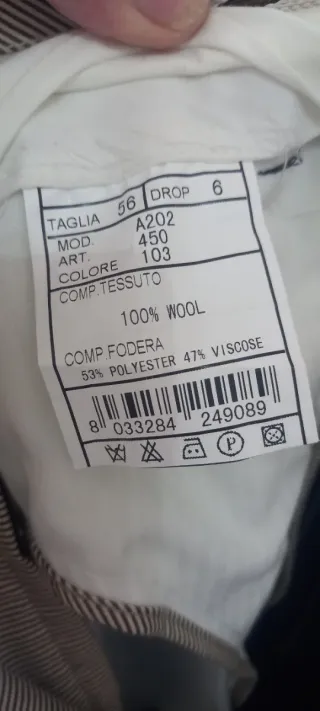 TAGLIA 56 DROP 6
MOD. A202
ART. 450
COLORE 103
COMP.TESSUTO
100% WOOL
COMP.FODERA
53% POLYESTER 47% VISCOSE
8 033284 249089
P